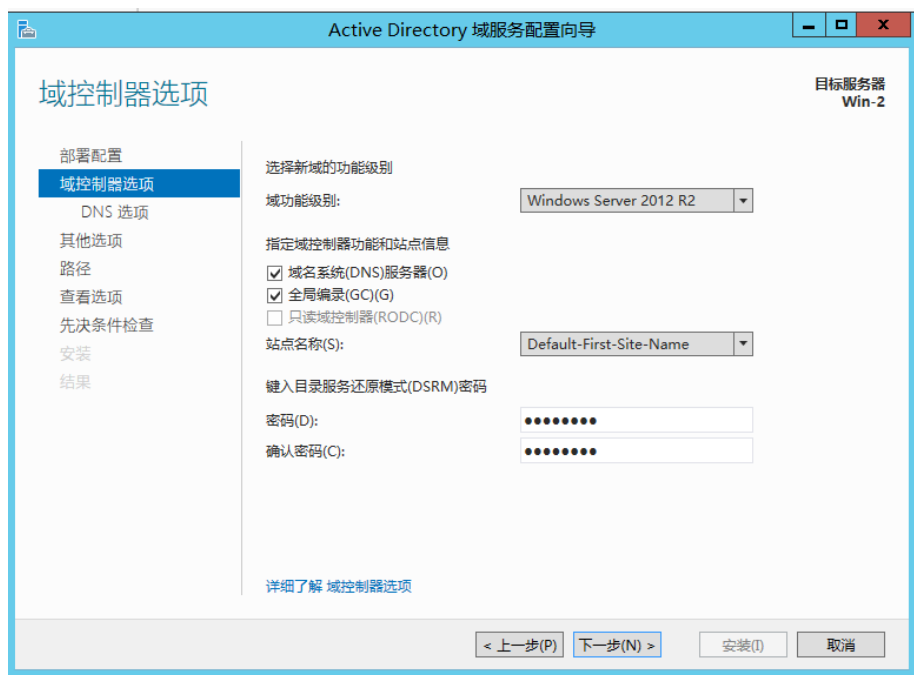 Active Directory 域服务配置向导
域控制器选项
目标服务器
Win-2
部署配置
域控制器选项
DNS 选项
其他选项
路径
查看选项
先决条件检查
安装
结果
选择新域的功能级别
域功能级别: Windows Server 2012 R2
指定域控制器功能和站点信息
域名系统(DNS)服务器(O)
全局编录(GC)(G)
只读域控制器(RODC)(R)
站点名称(S): Default-First-Site-Name
键入目录服务还原模式(DSRM)密码
密码(D): ●●●●●●●●
确认密码(C): ●●●●●●●●
详细了解 域控制器选项
< 上一步(P) 下一步(N) > 安装(I) 取消